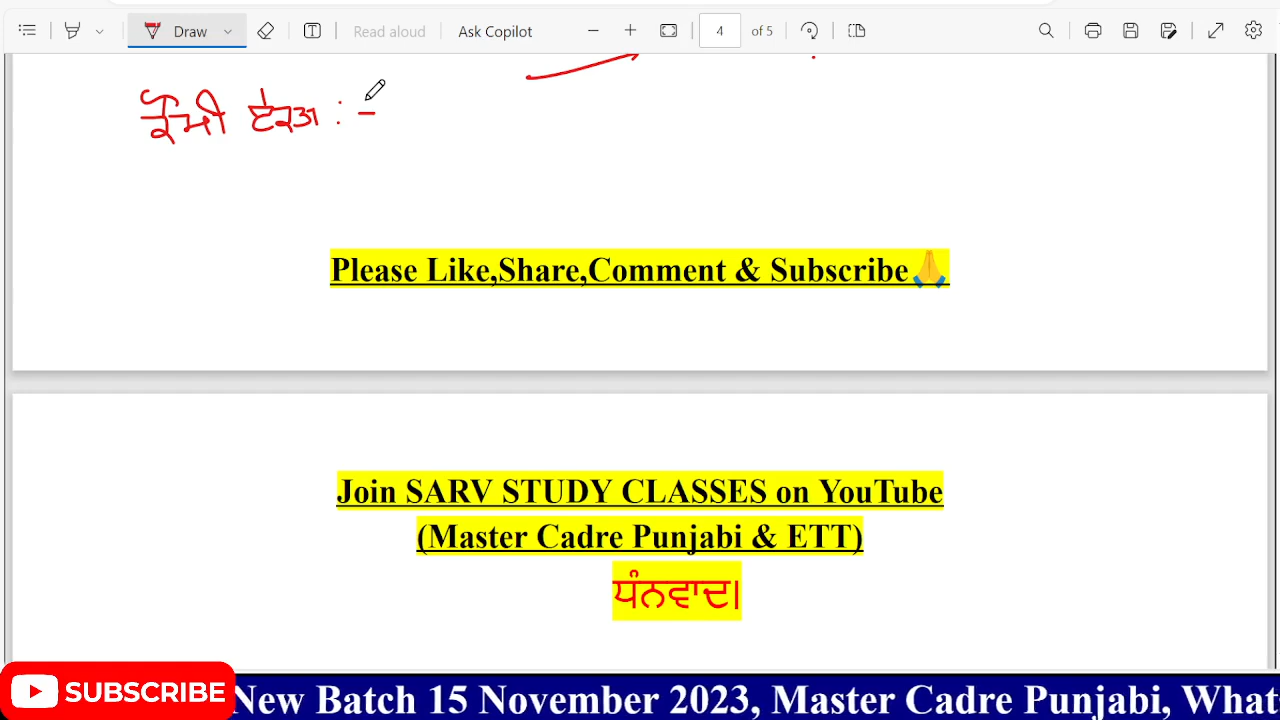 Draw
Read aloud
Ask Copilot
4
of 5
ਕੌਮੀ ਏਕਤਾ :-
Please Like,Share,Comment & Subscribe🙏
Join SARV STUDY CLASSES on YouTube
(Master Cadre Punjabi & ETT)
ਧੰਨਵਾਦ।
SUBSCRIBE
New Batch 15 November 2023, Master Cadre Punjabi, What